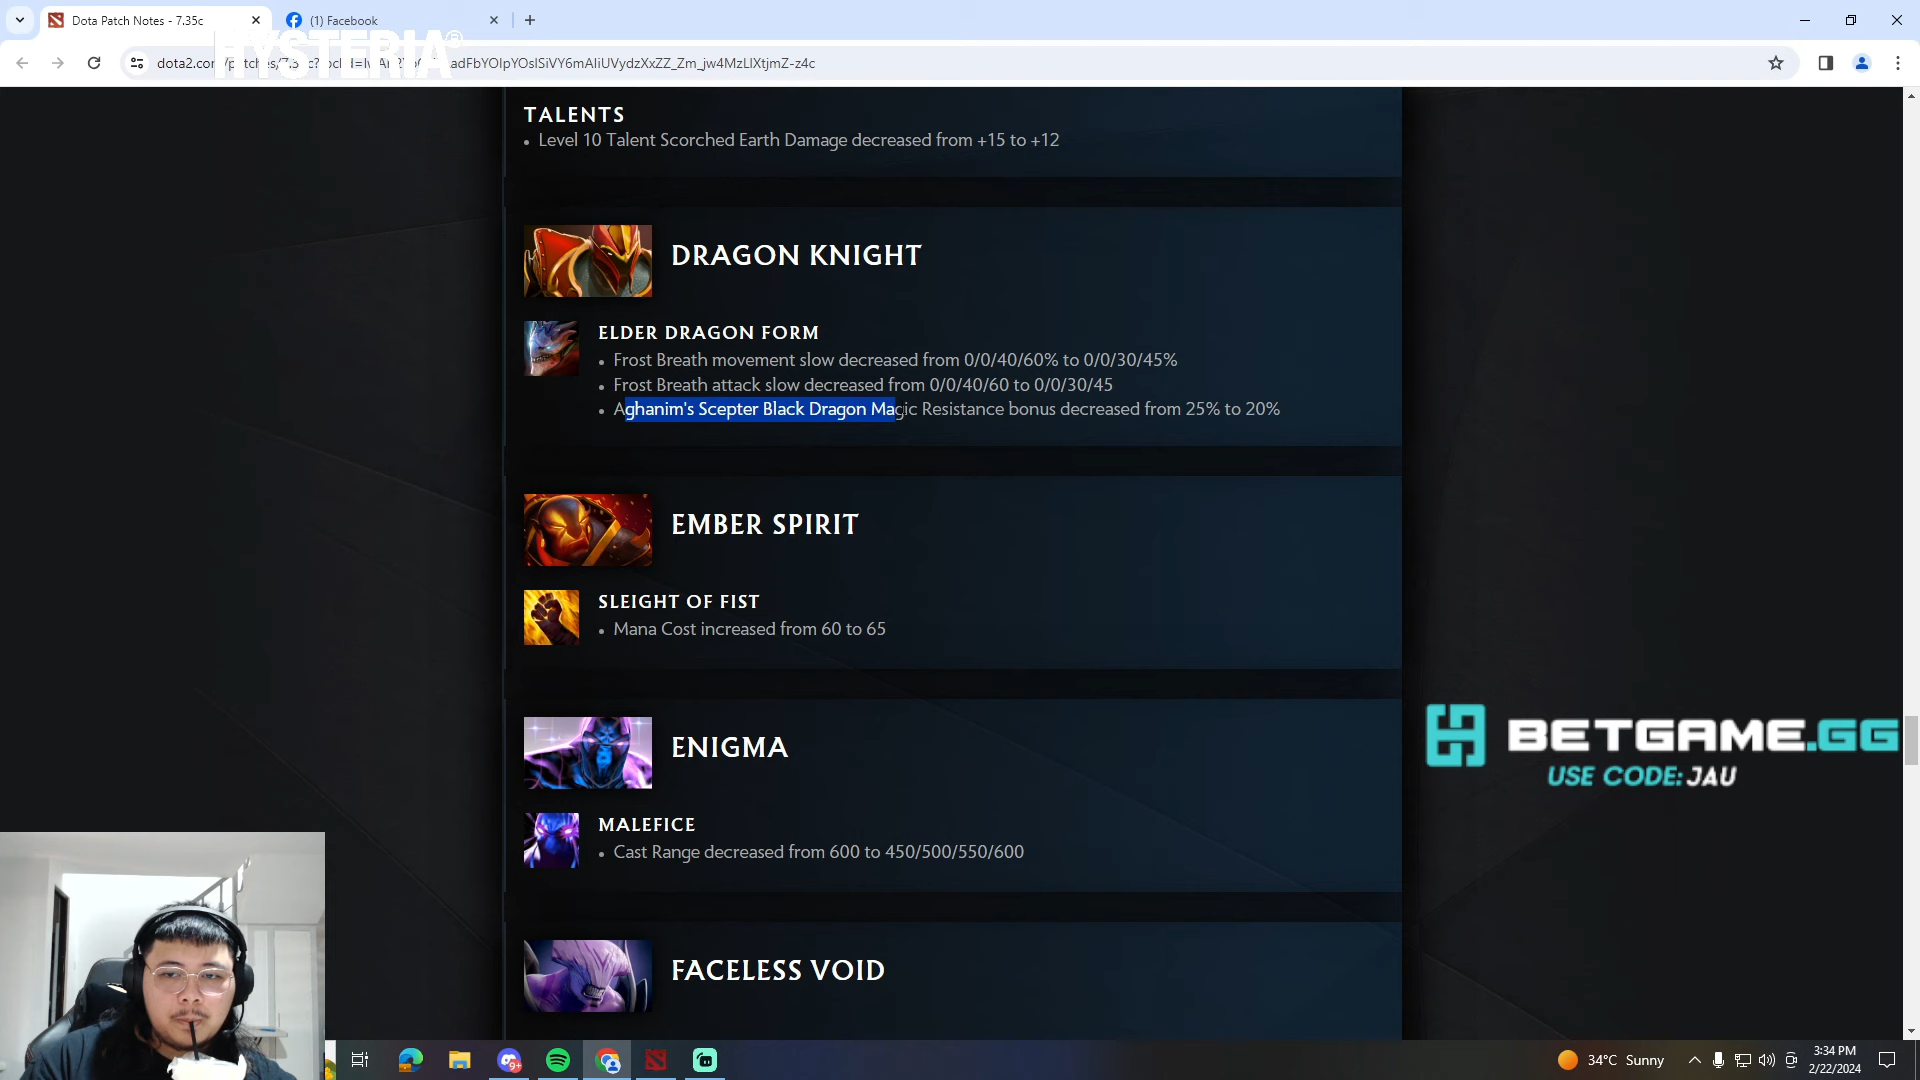 Dota Patch Notes - 7.35c
(1) Facebook
HYSTERIA®
TALENTS
Level 10 Talent Scorched Earth Damage decreased from +15 to +12
DRAGON KNIGHT
ELDER DRAGON FORM
Frost Breath movement slow decreased from 0/0/40/60% to 0/0/30/45%
Frost Breath attack slow decreased from 0/0/40/60 to 0/0/30/45
Aghanim's Scepter Black Dragon Magic Resistance bonus decreased from 25% to 20%
EMBER SPIRIT
SLEIGHT OF FIST
Mana Cost increased from 60 to 65
ENIGMA
MALEFICE
Cast Range decreased from 600 to 450/500/550/600
FACELESS VOID
BETGAME.GG
USE CODE: JAU
9+
34°C Sunny
3:34 PM
2/22/2024